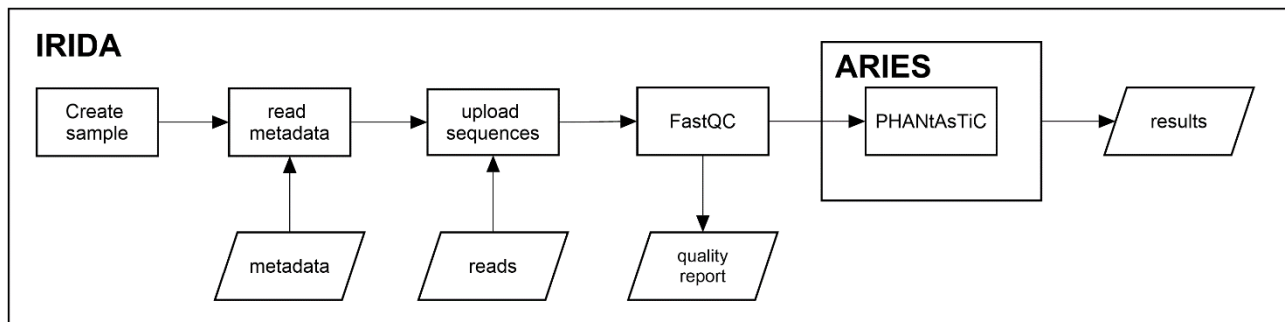 IRIDA
ARIES
Create
sample
read
metadata
upload
sequences
FastQC
PHANtAsTiC
results
metadata
reads
quality
report